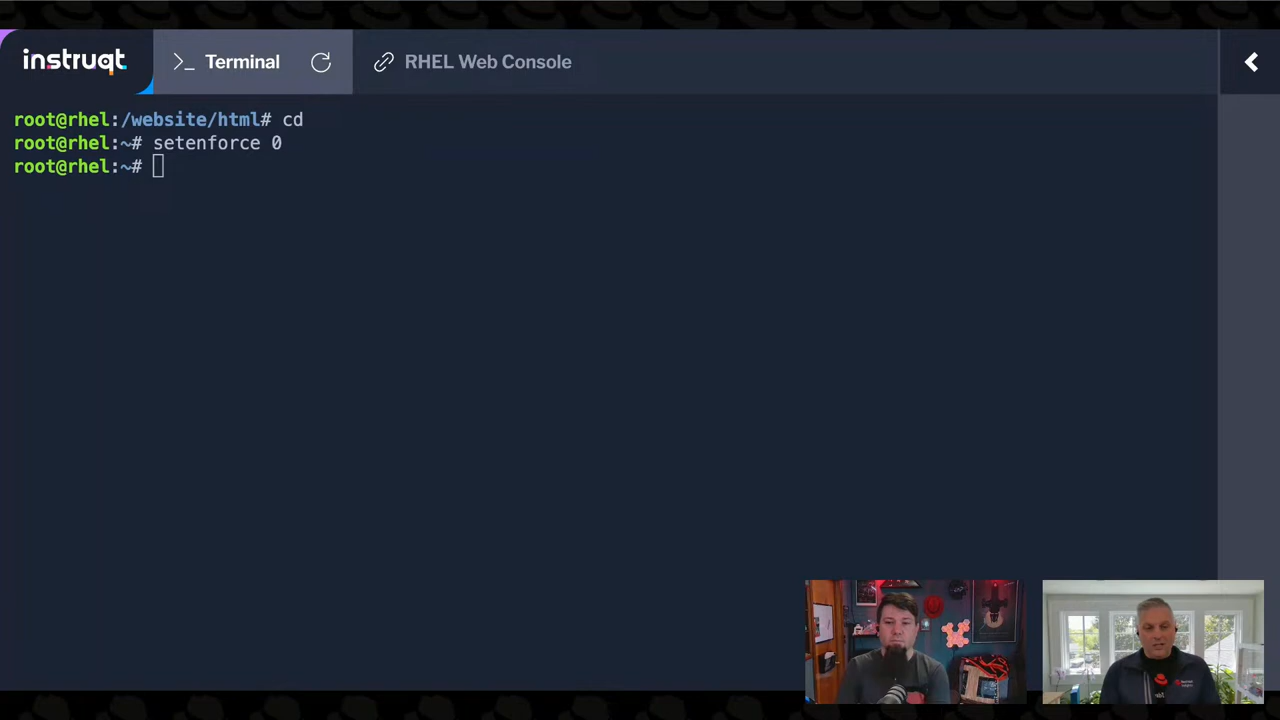 instruqt
>_ Terminal
RHEL Web Console
root@rhel:/website/html# cd
root@rhel:~# setenforce 0
root@rhel:~#